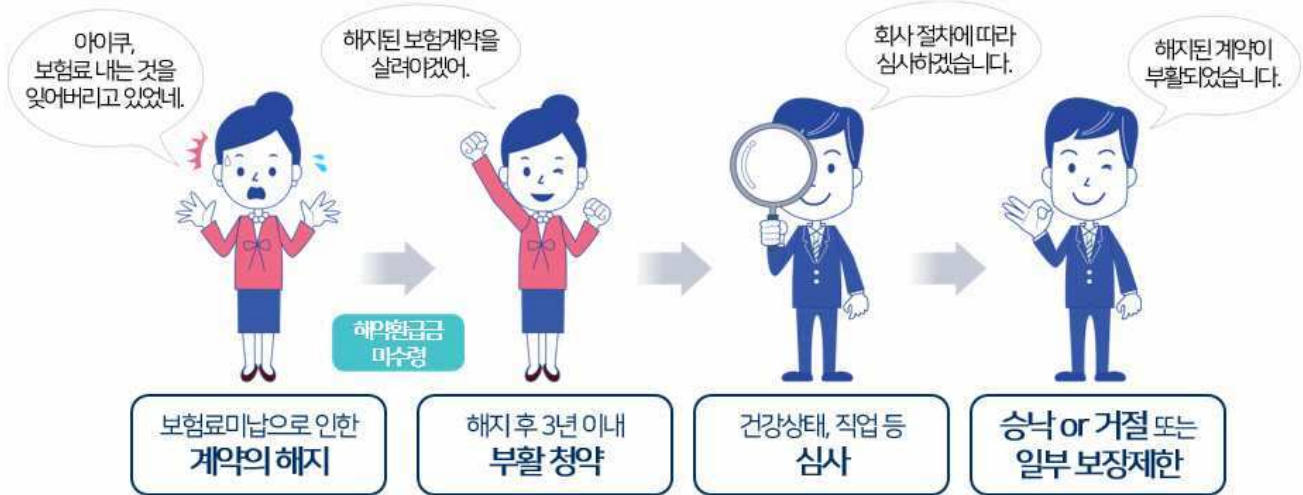 아이쿠,
보험료 내는 것을
잊어버리고 있었네.
해지된 보험계약을
살려야겠어.
회사 절차에 따라
심사하겠습니다.
해지된 계약이
부활되었습니다.
해약환급금
미수령
보험료미납으로 인한
계약의 해지
해지 후 3년 이내
부활 청약
건강상태, 직업 등
심사
승낙 or 거절 또는
일부 보장제한